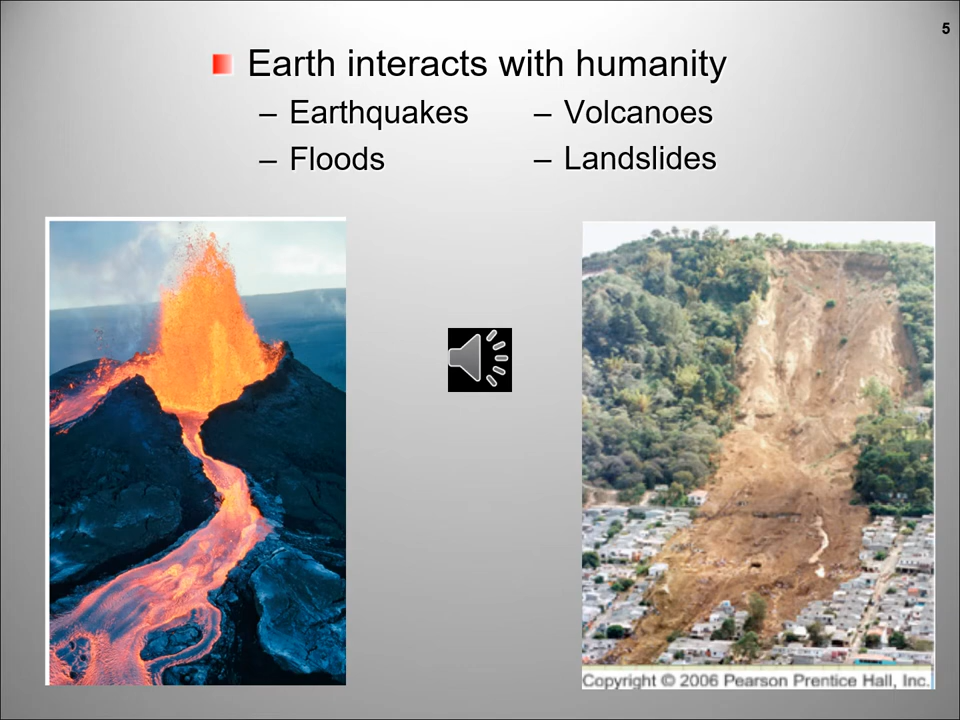 5
Earth interacts with humanity
– Earthquakes
– Floods
– Volcanoes
– Landslides
Copyright © 2006 Pearson Prentice Hall, Inc.